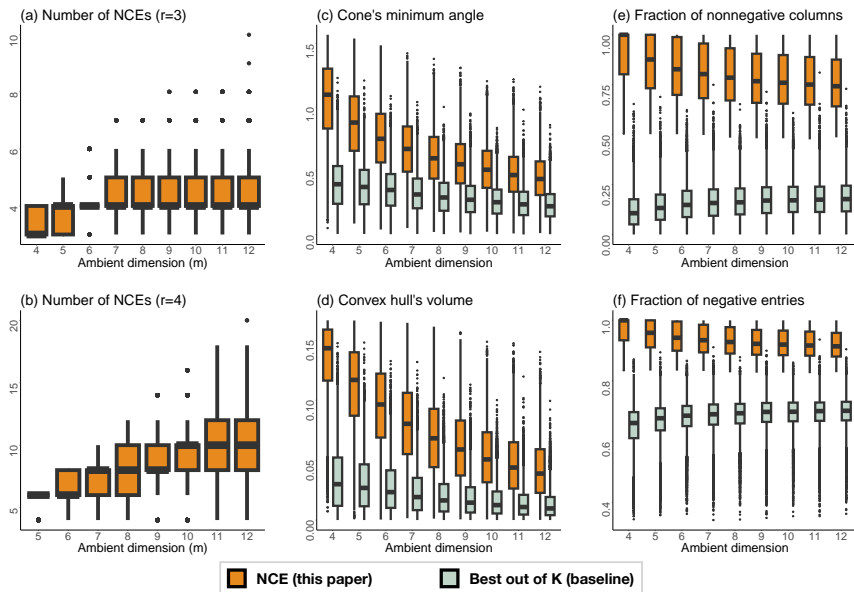 (a) Number of NCEs (r=3)
10
8
6
4
4 5 6 7 8 9 10 11 12
Ambient dimension (m)
(c) Cone's minimum angle
1.5
1.0
0.5
0.0
4 5 6 7 8 9 10 11 12
Ambient dimension
(e) Fraction of nonnegative columns
1.00
0.75
0.50
0.25
0.00
4 5 6 7 8 9 10 11 12
Ambient dimension
(b) Number of NCEs (r=4)
20
15
10
5
5 6 7 8 9 10 11 12
Ambient dimension (m)
(d) Convex hull's volume
0.15
0.10
0.05
0.00
4 5 6 7 8 9 10 11 12
Ambient dimension
(f) Fraction of negative entries
1.0
0.8
0.6
0.4
4 5 6 7 8 9 10 11 12
Ambient dimension
NCE (this paper)
Best out of K (baseline)